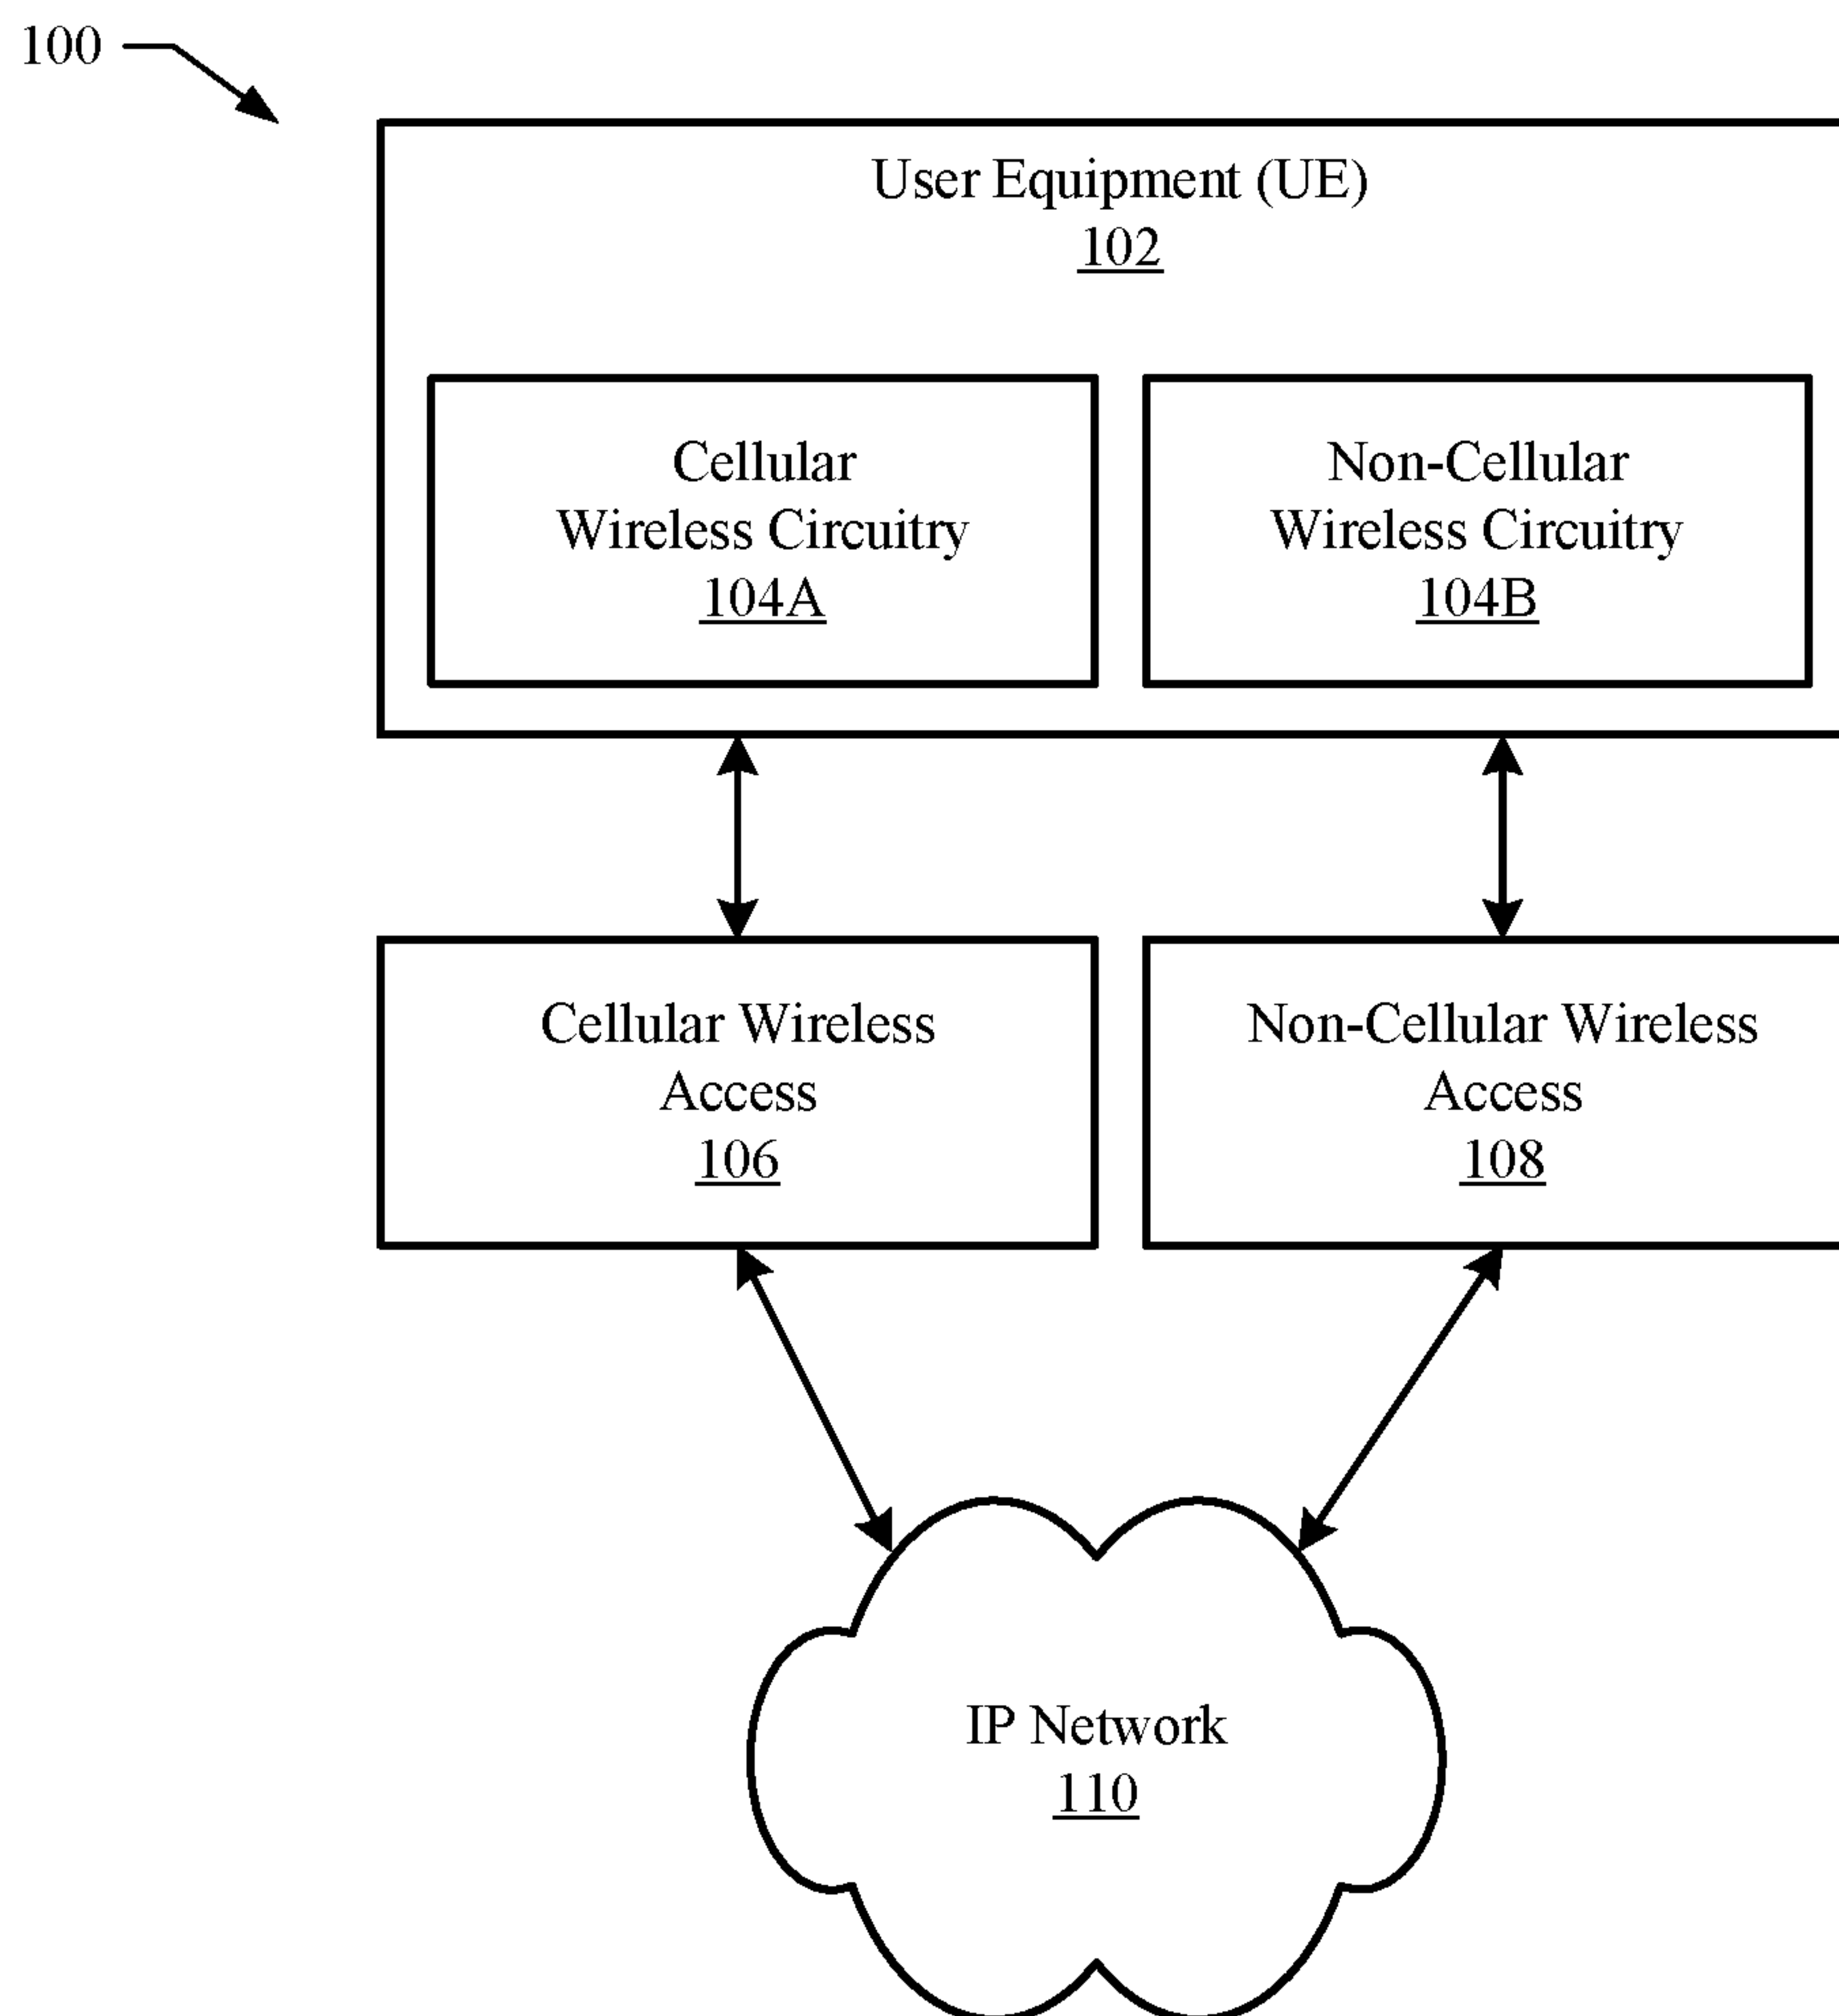 100
User Equipment (UE)
102
Cellular
Wireless Circuitry
104A
Non-Cellular
Wireless Circuitry
104B
Cellular Wireless
Access
106
Non-Cellular Wireless
Access
108
IP Network
110